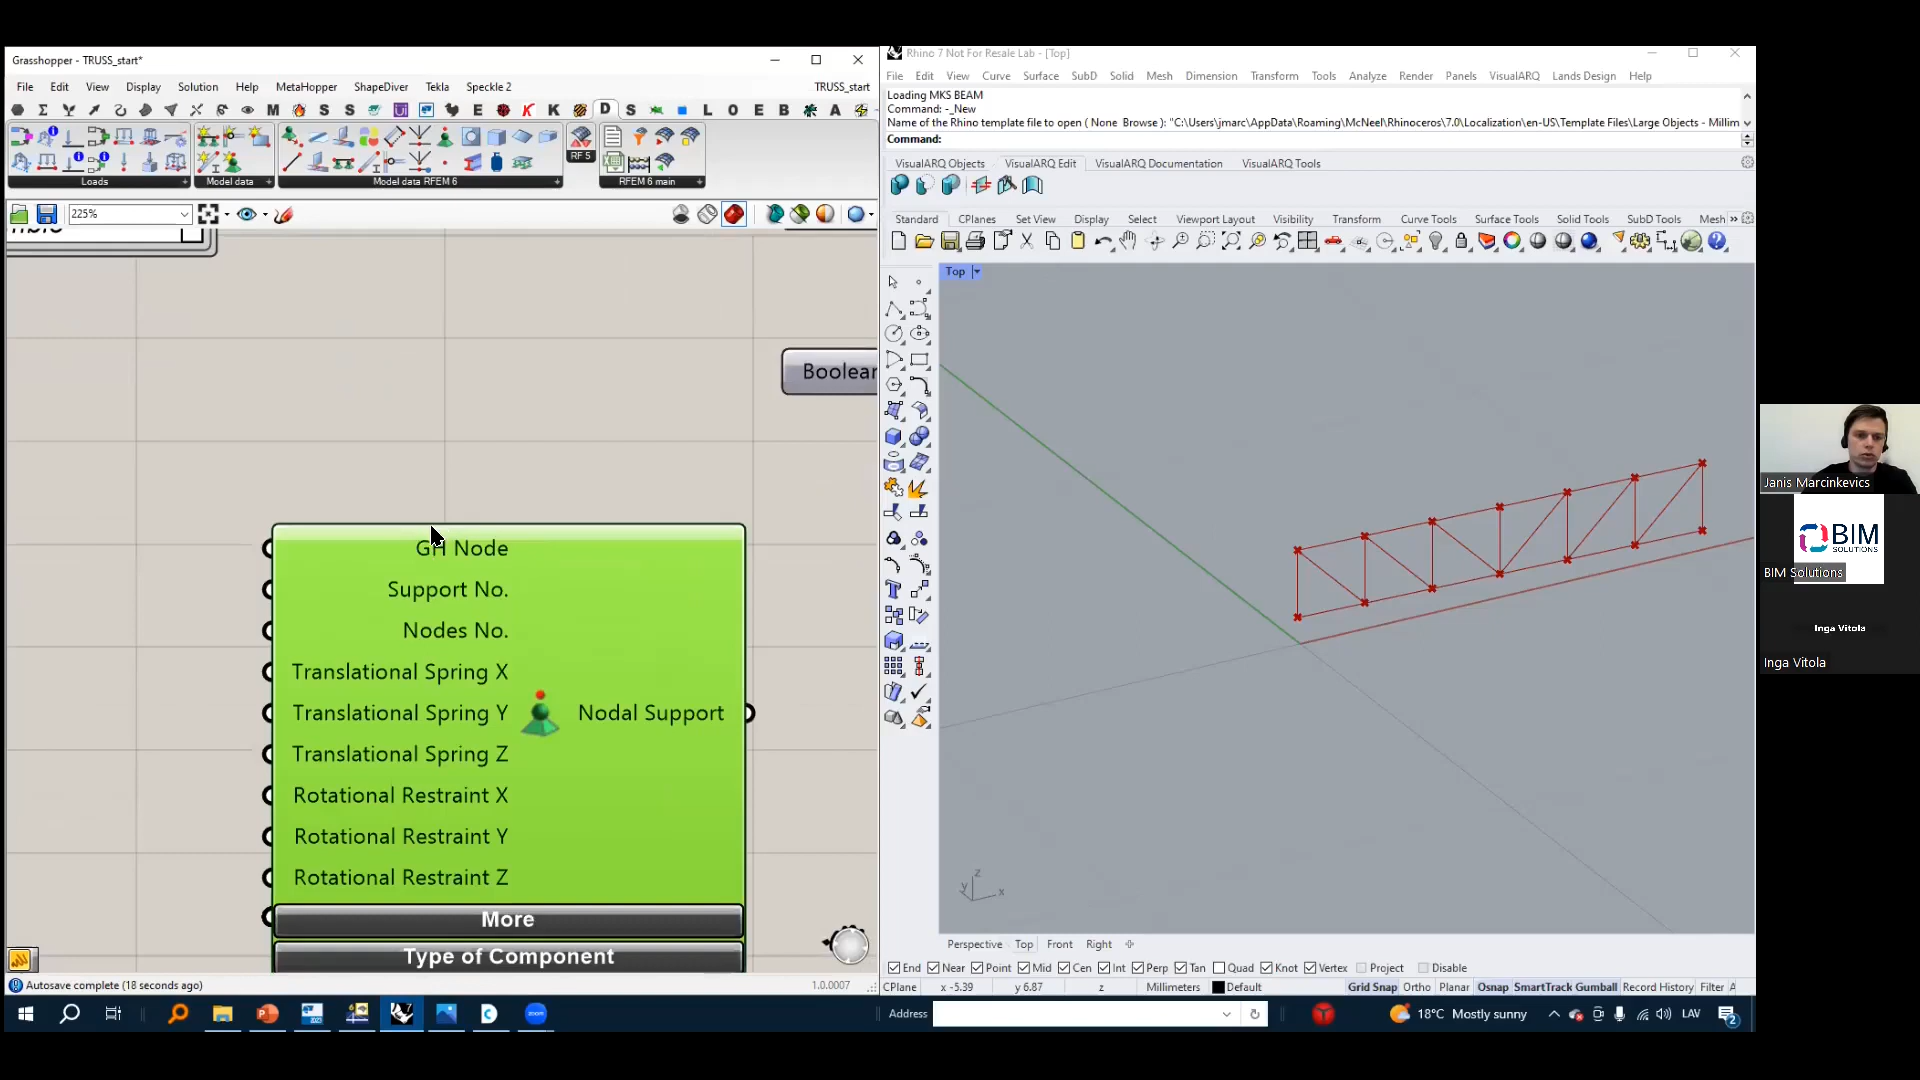 Grasshopper - TRUSS_start*
File Edit View Display Solution Help MetaHopper ShapeDiver Tekla Speckle 2 TRUSS_start
M S S E K K D S L O E B A
RF 5
Loads Model data Model data RFEM 6 RFEM 6 main
225%
Boolean
GH Node
Support No.
Nodes No.
Translational Spring X
Translational Spring Y
Translational Spring Z
Rotational Restraint X
Rotational Restraint Y
Rotational Restraint Z
Nodal Support
More
Type of Component
Autosave complete (18 seconds ago) 1.0.0007
Rhino 7 Not For Resale Lab - [Top]
File Edit View Curve Surface SubD Solid Mesh Dimension Transform Tools Analyze Render Panels VisualARQ Lands Design Help
Loading MKS BEAM
Command: -_New
Name of the Rhino template file to open ( None Browse ): "C:\Users\jmarc\AppData\Roaming\McNeel\Rhinoceros\7.0\Localization\en-US\Template Files\Large Objects - Millim
Command:
VisualARQ Objects VisualARQ Edit VisualARQ Documentation VisualARQ Tools
Standard CPlanes Set View Display Select Viewport Layout Visibility Transform Curve Tools Surface Tools Solid Tools SubD Tools Mesh »
Top
z
y x
Perspective Top Front Right
End Near Point Mid Cen Int Perp Tan Quad Knot Vertex Project Disable
CPlane x -5.39 y 6.87 z Millimeters Default Grid Snap Ortho Planar Osnap SmartTrack Gumball Record History Filter A
Address
18°C Mostly sunny LAV 2
Janis Marcinkevics
BIM
SOLUTIONS
BIM Solutions
Inga Vitola
Inga Vitola